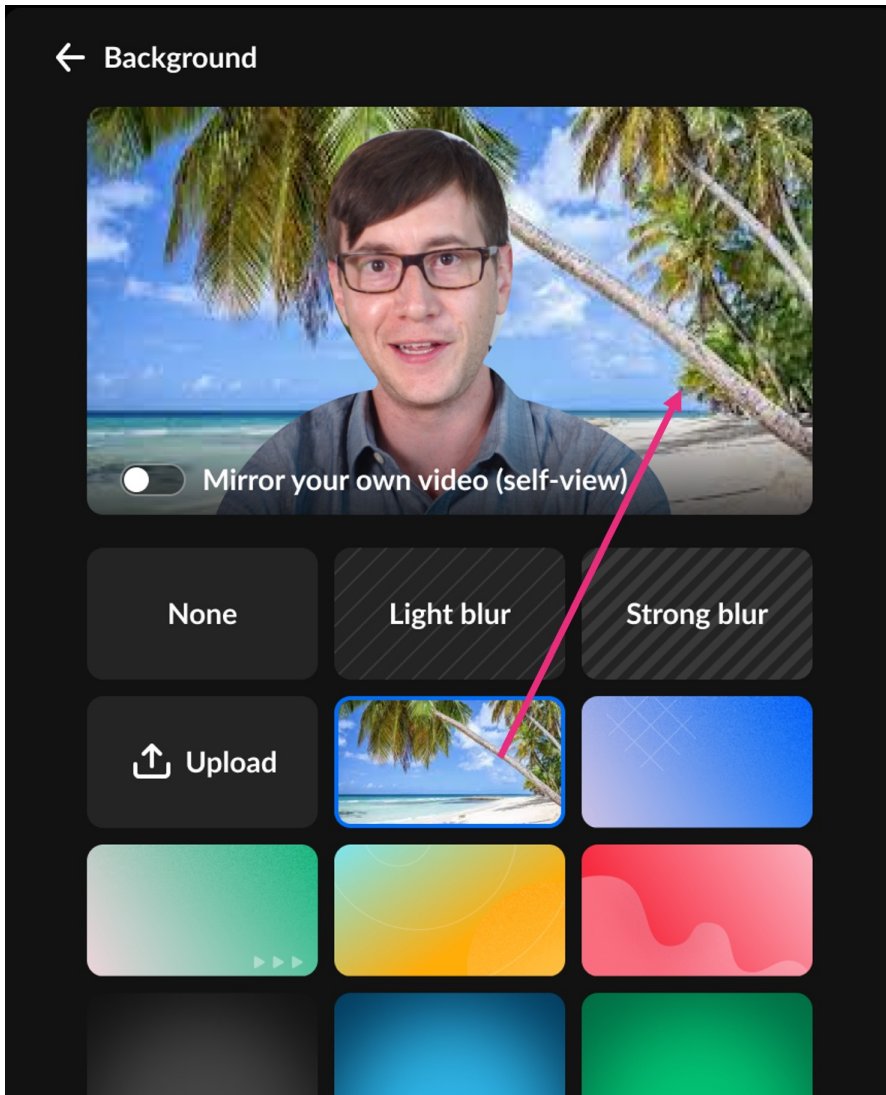 Background
Mirror your own video (self-view)
None
Light blur
Strong blur
Upload